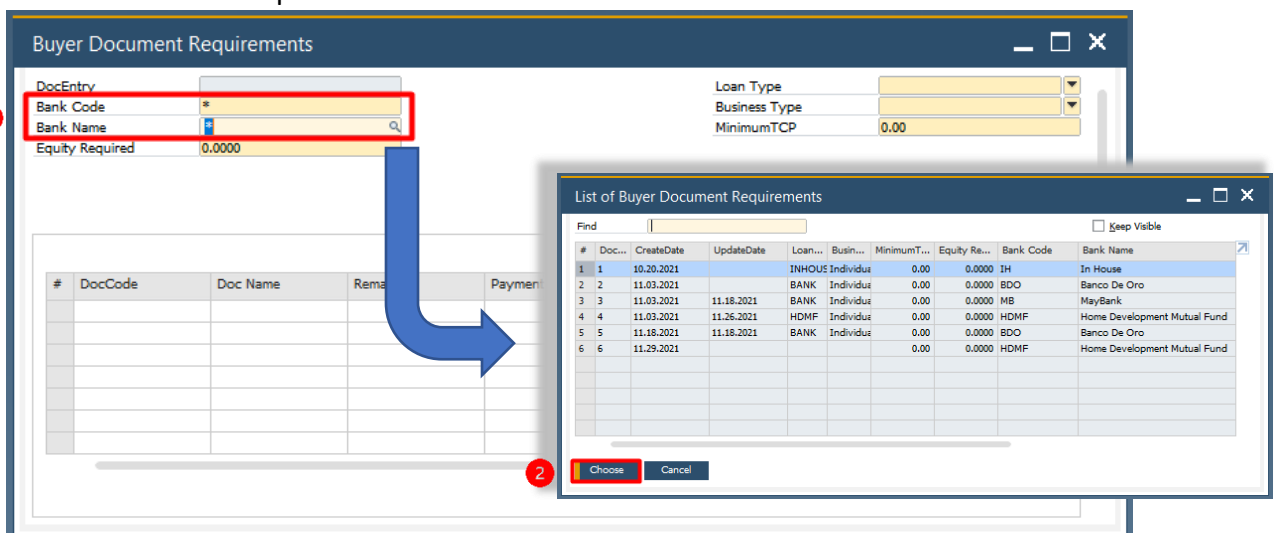 Buyer Document Requirements
DocEntry
Loan Type
Bank Code *
Business Type
Bank Name *
MinimumTCP 0.00
Equity Required 0.0000
# DocCode Doc Name Rema Payment
List of Buyer Document Requirements
Find Keep Visible
# Doc... CreateDate UpdateDate Loan... Busin... MinimumT... Equity Re... Bank Code Bank Name
1 1 10.20.2021 INHOUS Individua 0.00 0.0000 IH In House
2 2 11.03.2021 BANK Individua 0.00 0.0000 BDO Banco De Oro
3 3 11.03.2021 11.18.2021 BANK Individua 0.00 0.0000 MB MayBank
4 4 11.03.2021 11.26.2021 HDMF Individua 0.00 0.0000 HDMF Home Development Mutual Fund
5 5 11.18.2021 11.18.2021 BANK Individua 0.00 0.0000 BDO Banco De Oro
6 6 11.29.2021 0.00 0.0000 HDMF Home Development Mutual Fund
2 Choose Cancel